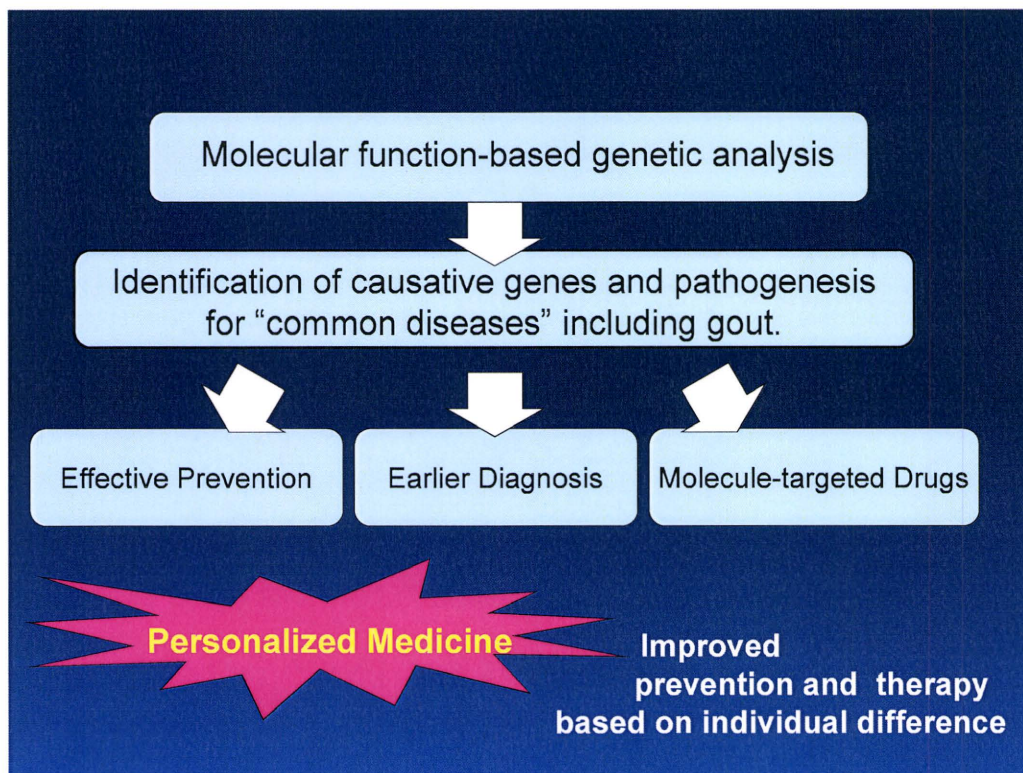 Molecular function-based genetic analysis
Identification of causative genes and pathogenesis
for “common diseases” including gout.
Effective Prevention
Earlier Diagnosis
Molecule-targeted Drugs
Personalized Medicine
Improved
prevention and therapy
based on individual difference